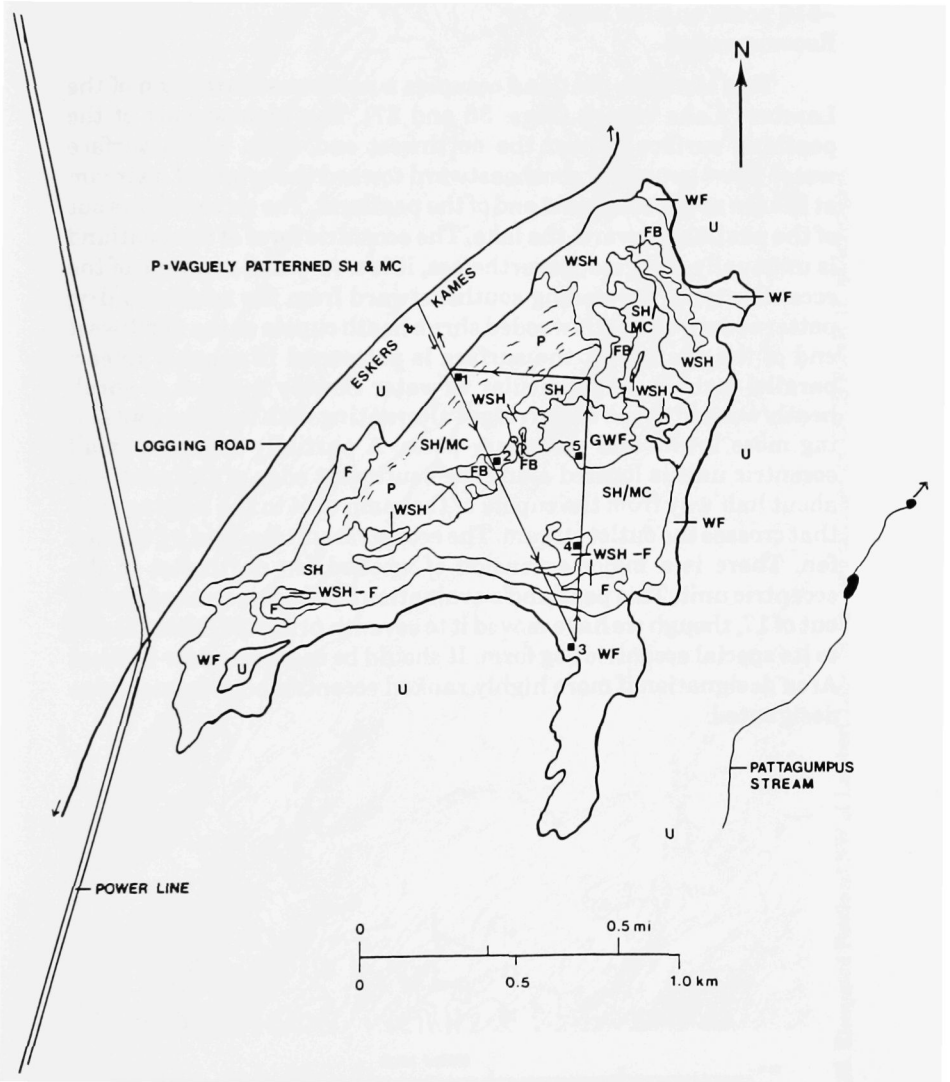 N
WF
U
FB
WSH
P=VAGUELY PATTERNED SH & MC
ESKERS & KAMES
WF
SH/
MC
P
FB
WSH
1
WSH
SH
WSH
U
LOGGING ROAD
SH/MC
GWF
5
2
FB
FB
U
F
SH/MC
WSH
WF
4
WSH-F
SH
WSH-F
F
F
3
WF
WF
U
U
PATTAGUMPUS
STREAM
U
POWER LINE
0
0.5 mi
0
0.5
1.0 km